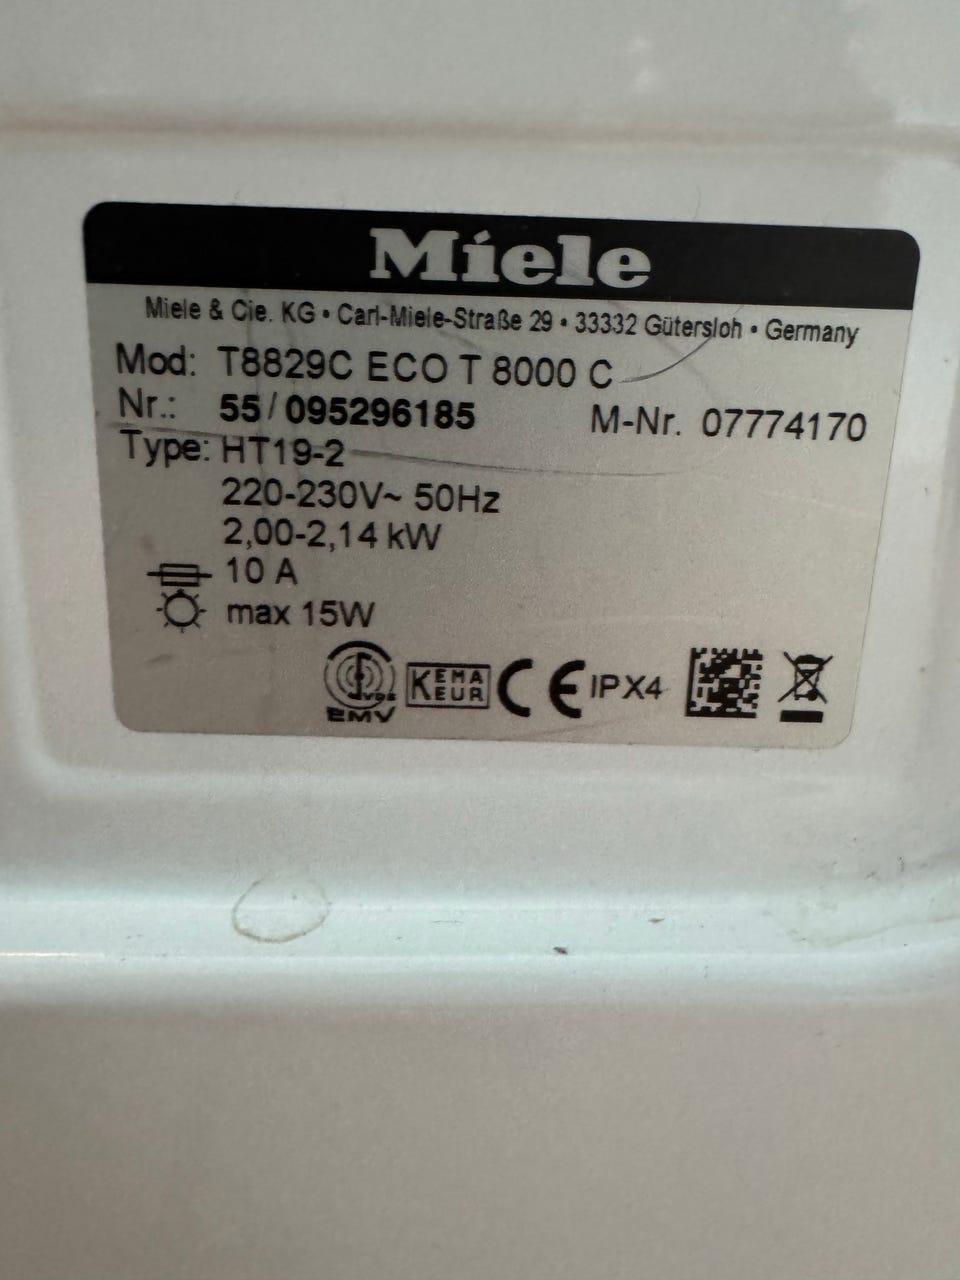 Miele
Miele & Cie. KG • Carl-Miele-Straße 29 • 33332 Gütersloh • Germany
Mod: T8829C ECO T 8000 C
Nr.: 55/095296185 M-Nr. 07774170
Type: HT19-2
220-230V~ 50Hz
2,00-2,14 kW
10 A
max 15W
VDE EMV KEMA EUR CE IPX4